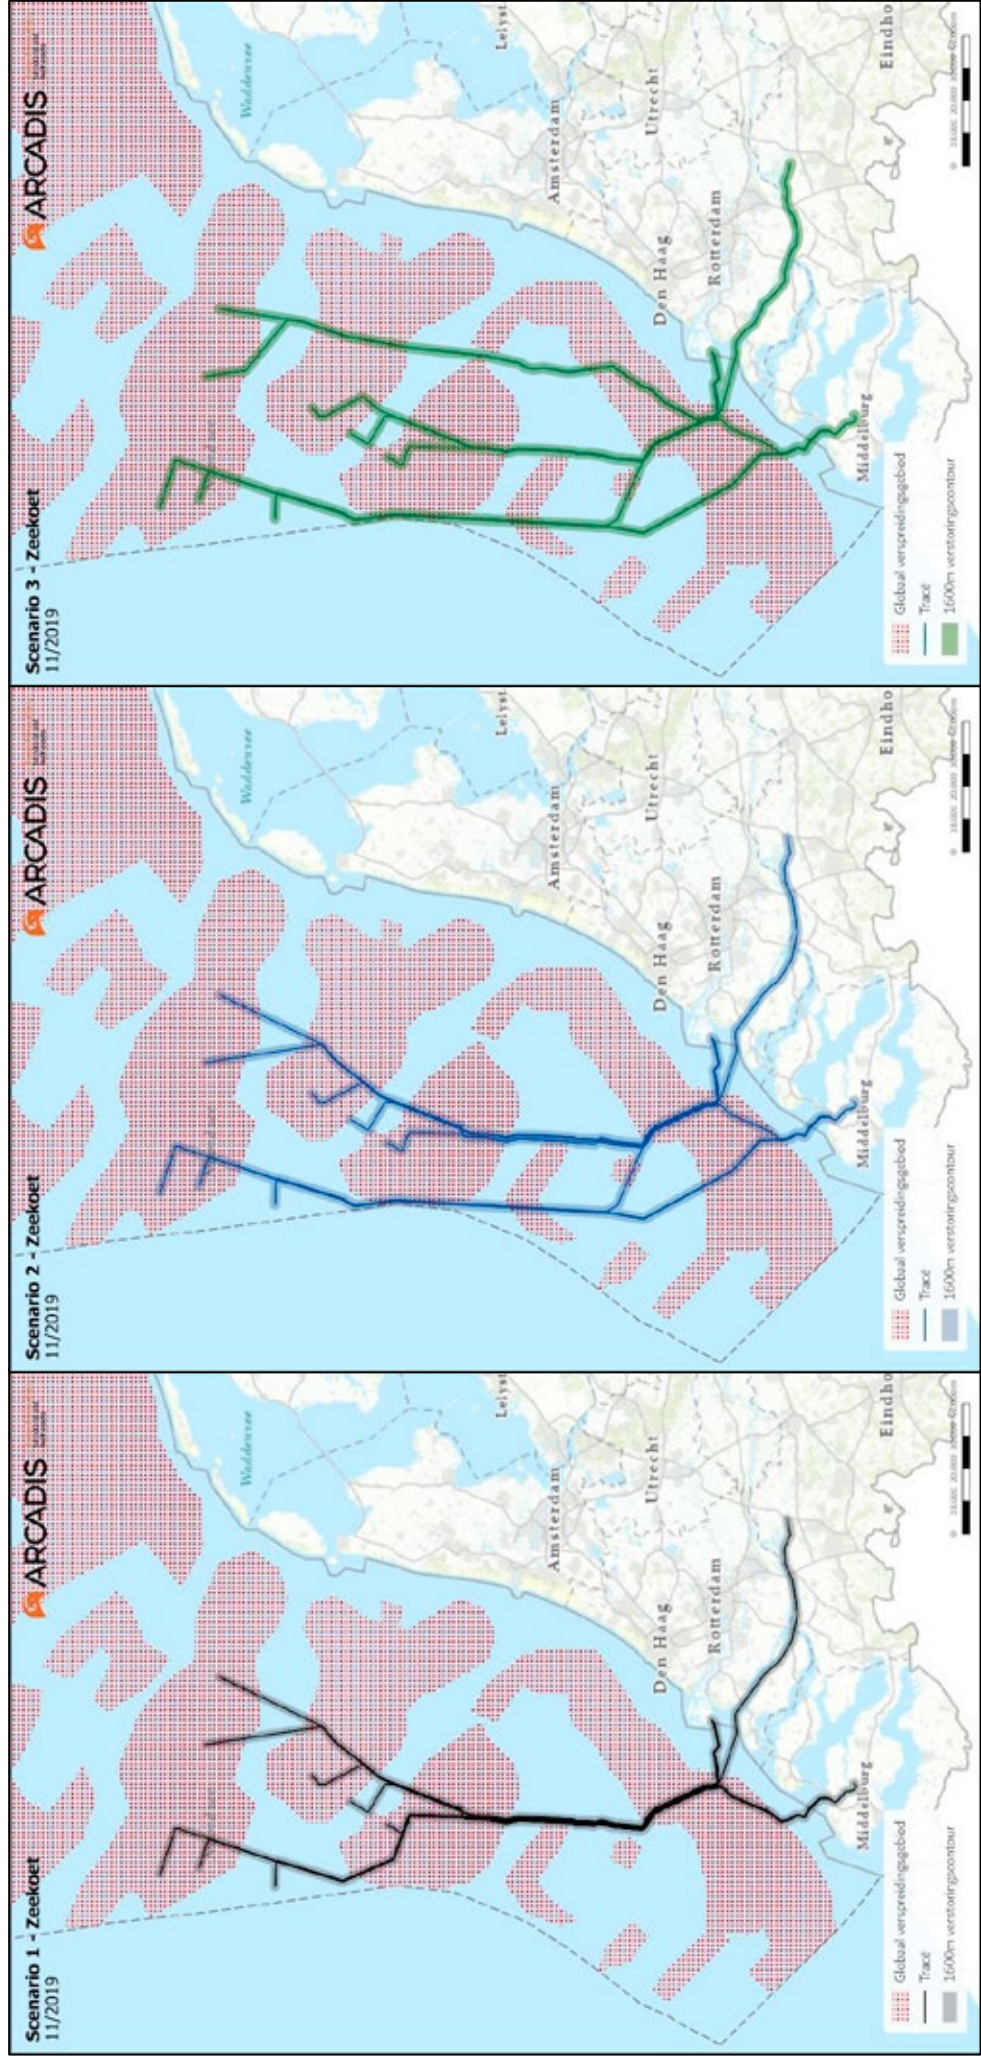 Scenario 1 - Zeekoet
11/2019
ARCADIS
Waddenzee
Lelyst
Amsterdam
Utrecht
Den Haag
Rotterdam
Middelburg
Eindho
Globaal verspreidingsgebied
Tracé
1600m verstoringscontour
Scenario 2 - Zeekoet
11/2019
ARCADIS
Waddenzee
Lelyst
Amsterdam
Utrecht
Den Haag
Rotterdam
Middelburg
Eindho
Globaal verspreidingsgebied
Tracé
1600m verstoringscontour
Scenario 3 - Zeekoet
11/2019
ARCADIS
Waddenzee
Lelyst
Amsterdam
Utrecht
Den Haag
Rotterdam
Middelburg
Eindho
Globaal verspreidingsgebied
Tracé
1600m verstoringscontour